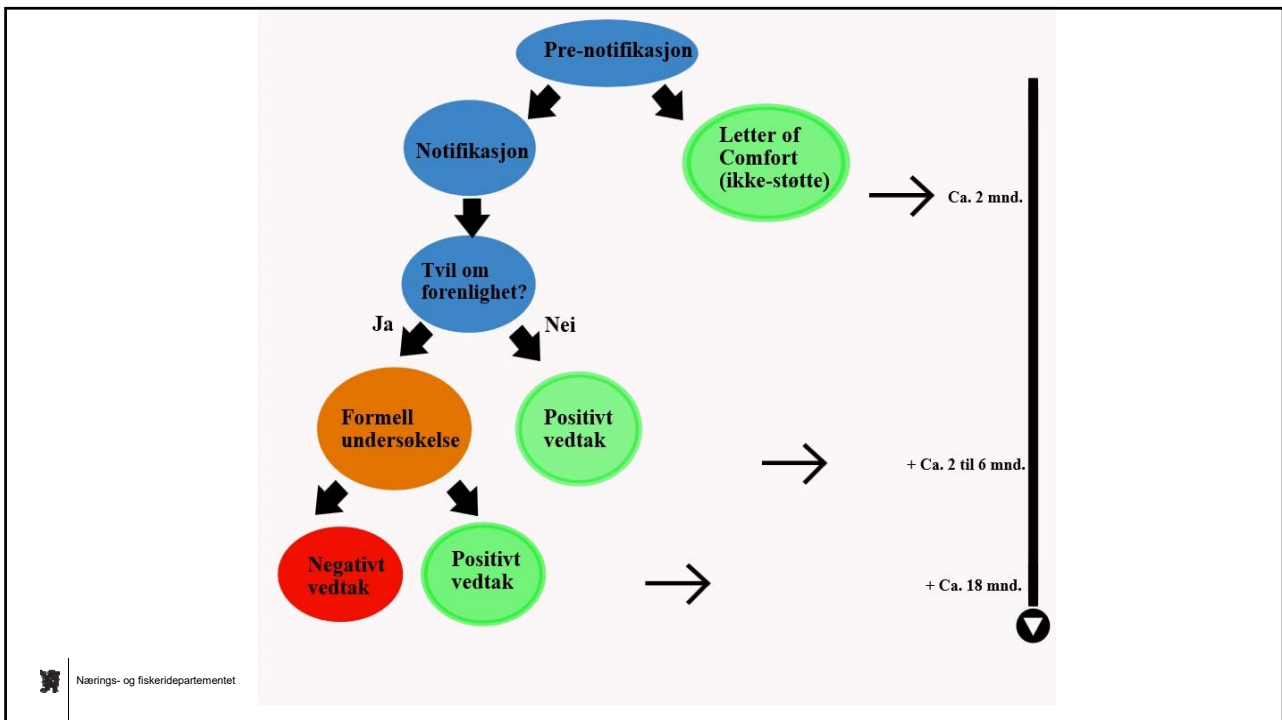 Pre-notifikasjon
Notifikasjon
Letter of
Comfort
(ikke-støtte)
Ca. 2 mnd.
Tvil om
forenlighet?
Ja
Nei
Formell
undersøkelse
Positivt
vedtak
+ Ca. 2 til 6 mnd.
Negativt
vedtak
Positivt
vedtak
+ Ca. 18 mnd.
Nærings- og fiskeridepartementet